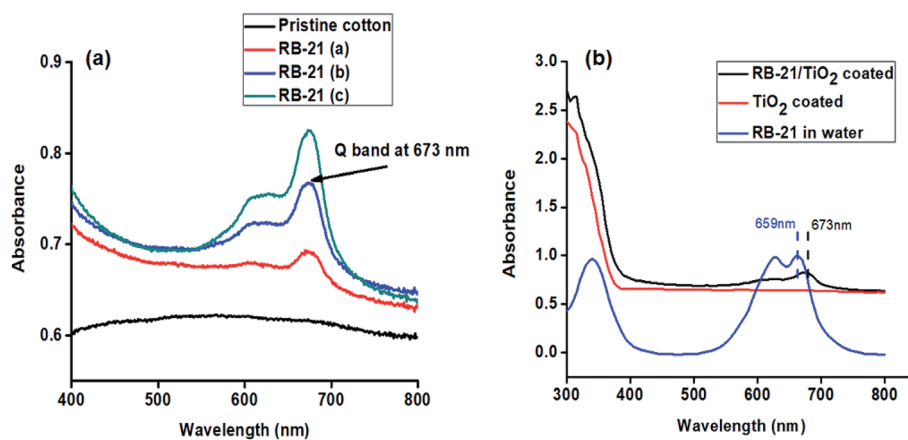 (a)
Pristine cotton
RB-21 (a)
RB-21 (b)
RB-21 (c)
Q band at 673 nm
0.9
0.8
0.7
0.6
Absorbance
400 500 600 700 800
Wavelength (nm)
(b)
RB-21/TiO2 coated
TiO2 coated
RB-21 in water
659nm 673nm
3.0
2.5
2.0
1.5
1.0
0.5
0.0
Absorbance
300 400 500 600 700 800
Wavelength (nm)